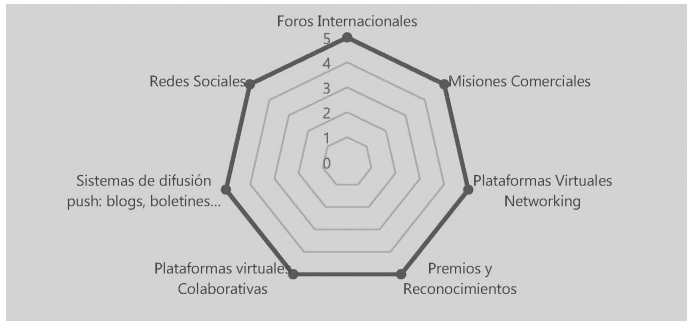 Foros Internacionales
5
4
3
2
1
0
Redes Sociales
Misiones Comerciales
Sistemas de difusión
push: blogs, boletines...
Plataformas Virtuales
Networking
Plataformas virtuales
Colaborativas
Premios y
Reconocimientos